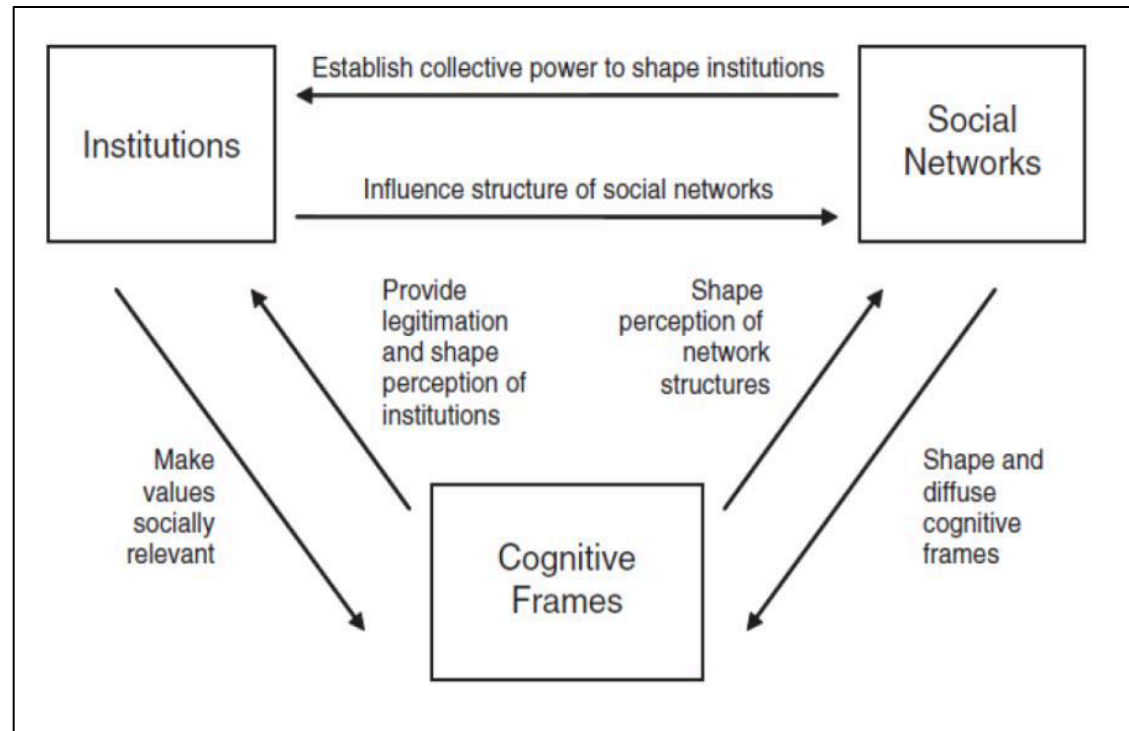 Establish collective power to shape institutions
Institutions
Social
Networks
Influence structure of social networks
Provide
legitimation
and shape
perception of
institutions
Shape
perception of
network
structures
Make
values
socially
relevant
Shape and
diffuse
cognitive
frames
Cognitive
Frames